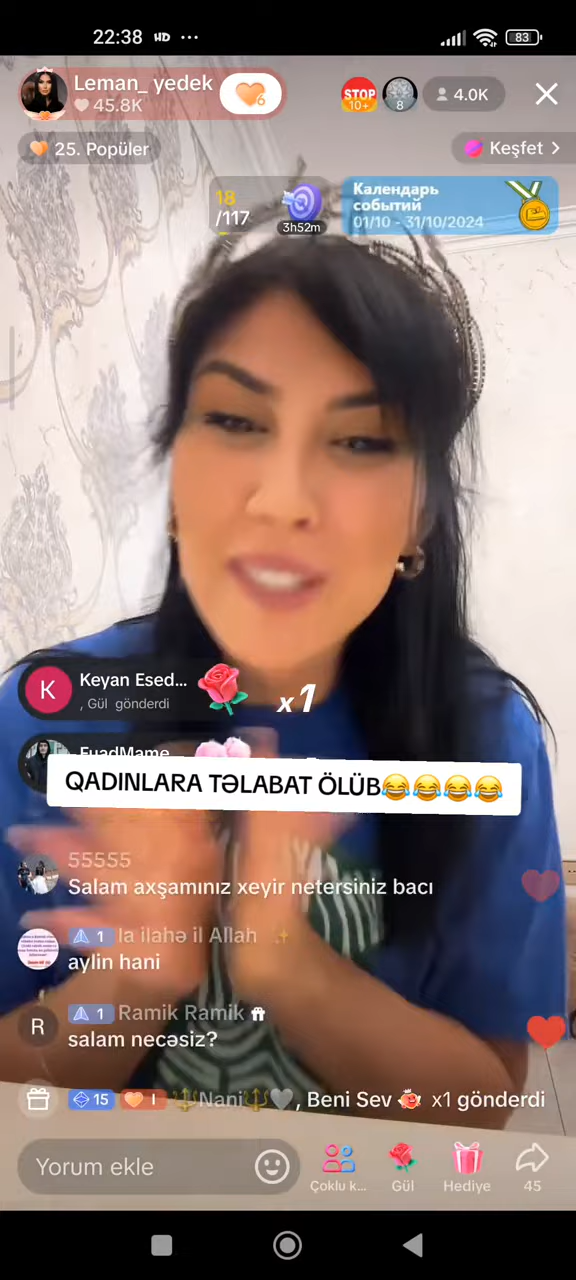 22:38 HD ...
83
Leman_ yedek
45.8K
6
STOP
10+
8
4.0K
25. Popüler
Keşfet >
18
/117
3h52m
Календарь
событий
01/10 - 31/10/2024
K
Keyan Esed...
, Gül gönderdi
x1
FuadMame
QADINLARA TƏLABAT ÖLÜB😂😂😂😂
55555
Salam axşamınız xeyir netersiniz bacı
1 la ilahə il Allah ✨
aylin hani
R
1 Ramik Ramik
salam necəsiz?
15 I 🔱Nani🔱🩶, Beni Sev x1 gönderdi
Yorum ekle
Çoklu k...
Gül
Hediye
45